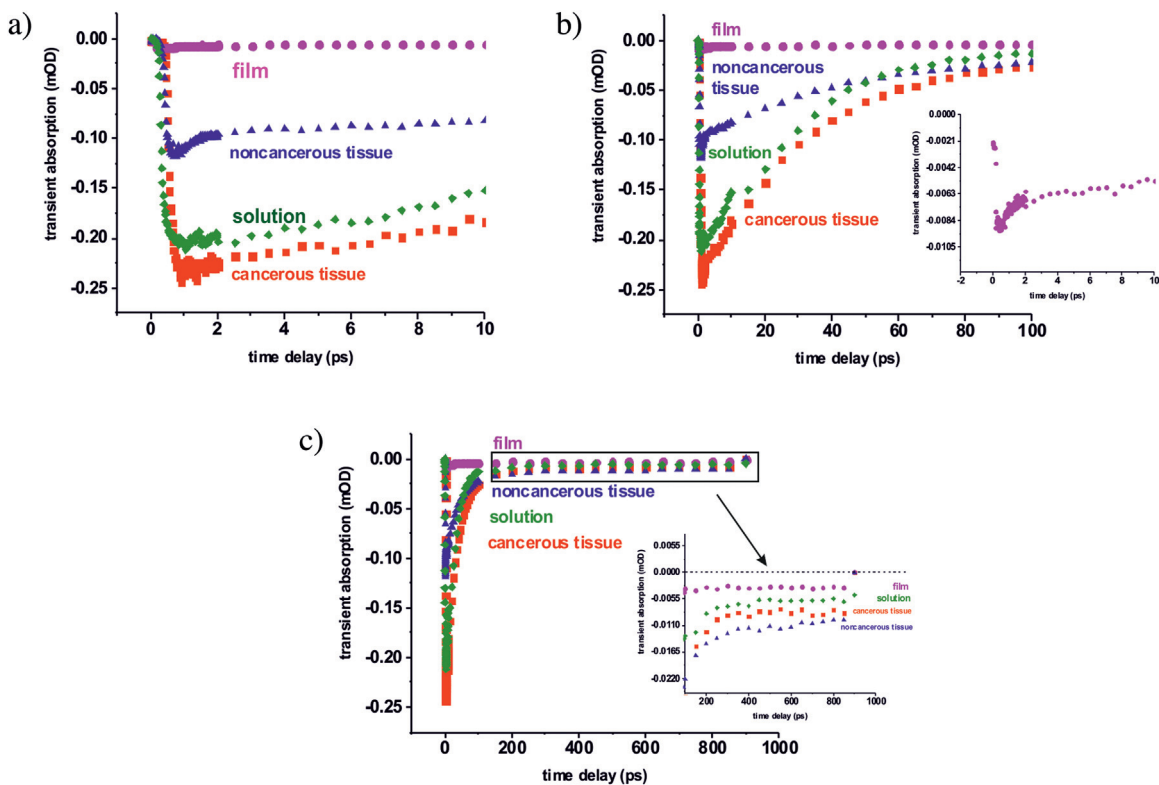 a)
0.00
-0.05
-0.10
-0.15
-0.20
-0.25
transient absorption (mOD)
film
noncancerous tissue
solution
cancerous tissue
0 2 4 6 8 10
time delay (ps)
b)
0.00
-0.05
-0.10
-0.15
-0.20
-0.25
transient absorption (mOD)
film
noncancerous
tissue
solution
cancerous tissue
0 20 40 60 80 100
time delay (ps)
0.0000
-0.0021
-0.0042
-0.0063
-0.0084
-0.0105
transient absorption (mOD)
-2 0 2 4 6 8 10
time delay (ps)
c)
0.00
-0.05
-0.10
-0.15
-0.20
-0.25
transient absorption (mOD)
film
noncancerous tissue
solution
cancerous tissue
0 200 400 600 800 1000
time delay (ps)
0.0055
0.0000
-0.0055
-0.0110
-0.0165
-0.0220
transient absorption (mOD)
film
solution
cancerous tissue
noncancerous tissue
200 400 600 800 1000
time delay (ps)